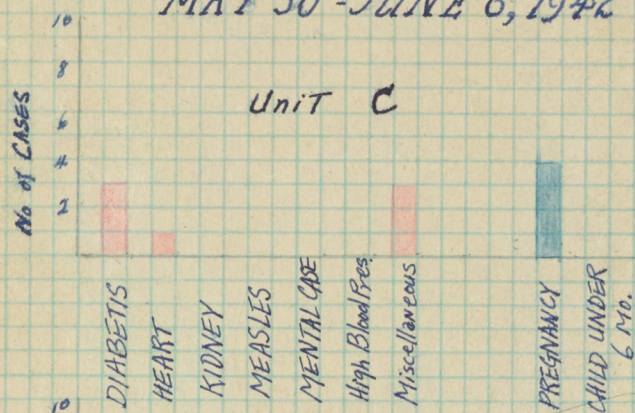 MAY 30 - JUNE 6, 1942
10
8
UNIT C
6
4
2
No of CASES
DIABETIS
HEART
KIDNEY
MEASLES
MENTAL CASE
High Blood Pres.
Miscellaneous
PREGNANCY
CHILD UNDER
6 MO.
10